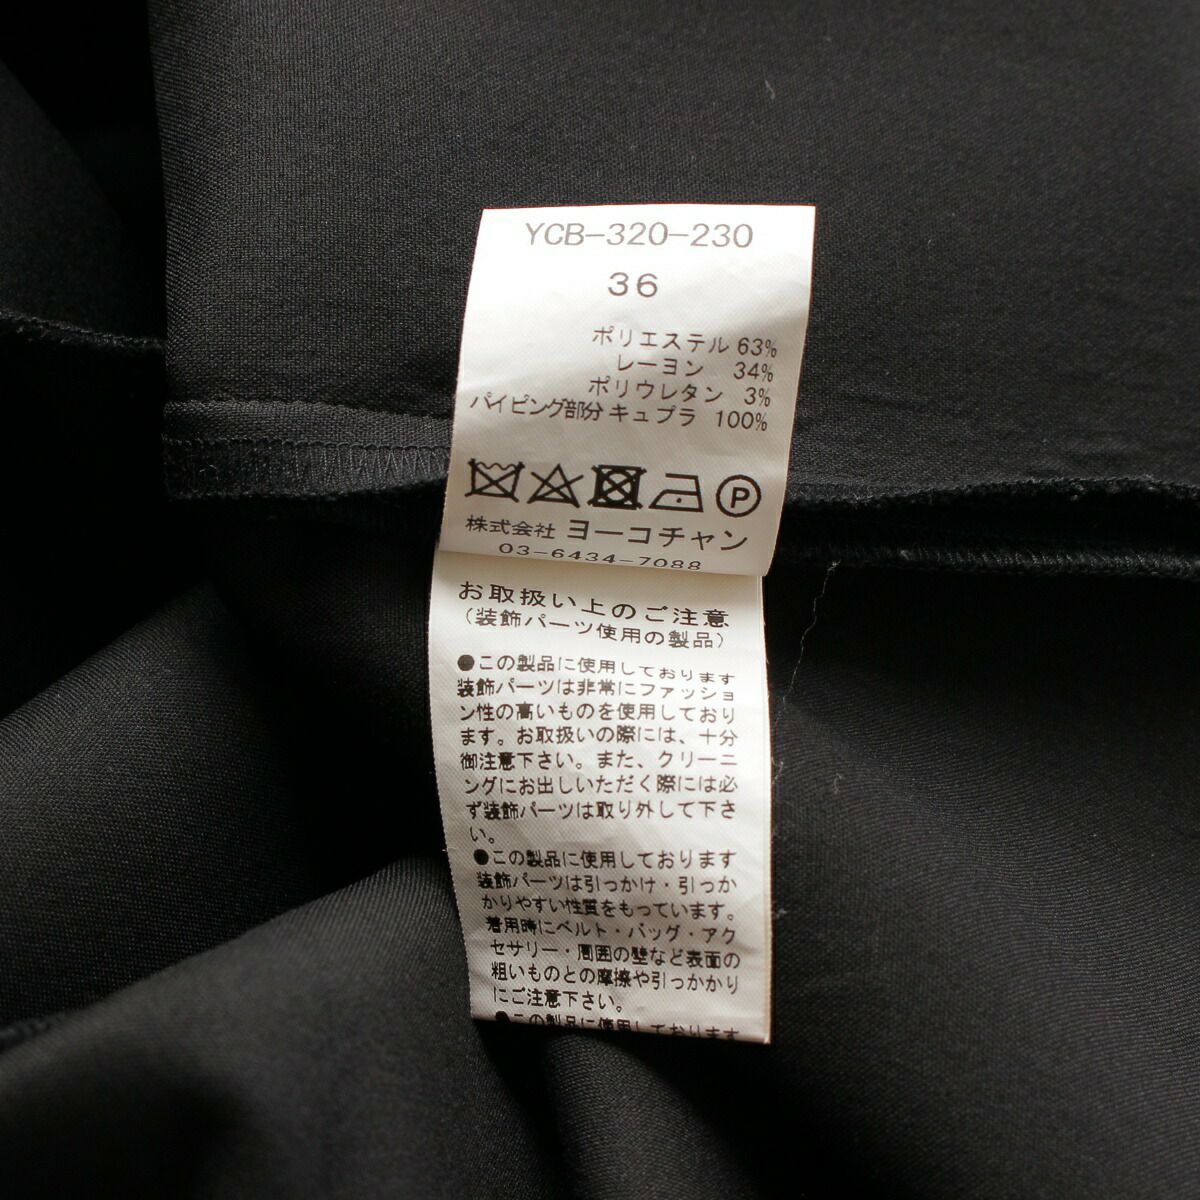 YCB-320-230
36
ポリエステル 63%
レーヨン 34%
ポリウレタン 3%
パイピング部分 キュプラ 100%
P
株式会社 ヨーコチャン
03-6434-7088
お取扱い上のご注意
(装飾パーツ使用の製品)
●この製品に使用しております
装飾パーツは非常にファッショ
ン性の高いものを使用しており
ます。お取扱いの際には、十分
御注意下さい。また、クリーニ
ングにお出しいただく際には必
ず装飾パーツは取り外して下さ
い。
●この製品に使用しております
装飾パーツは引っかけ・引っか
かりやすい性質をもっています。
着用時にベルト・バッグ・アク
セサリー・周囲の壁など表面の
粗いものとの摩擦や引っかかり
にご注意下さい。
●この製品に使用しております